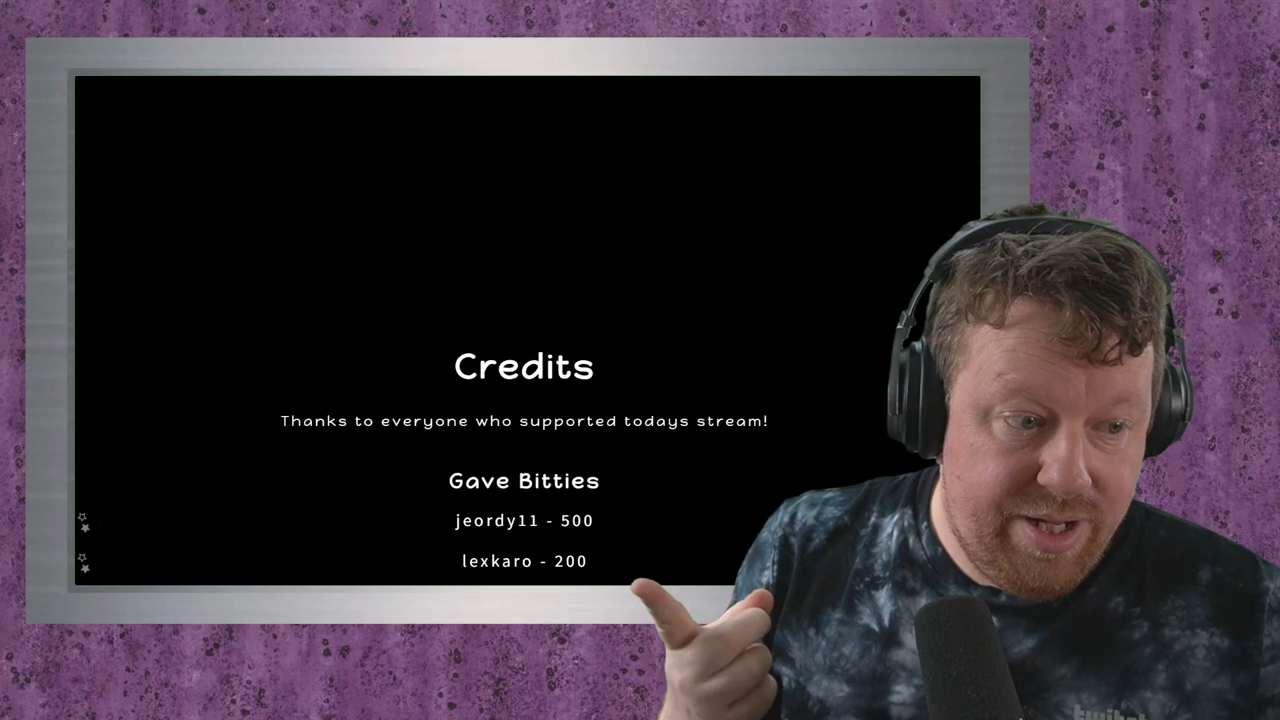 Credits
Thanks to everyone who supported todays stream!
Gave Bitties
jeordy11 - 500
lexkaro - 200